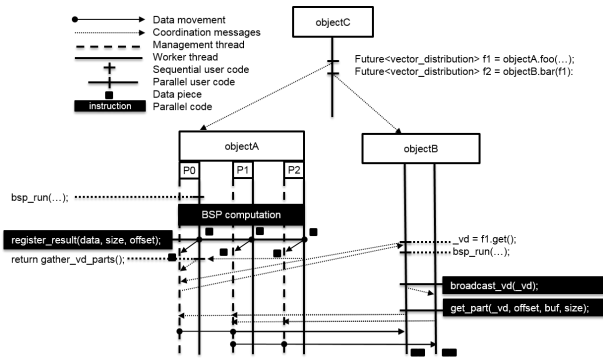 objectC
Data movement
Coordination messages
Management thread
Worker thread
Sequential user code
Parallel user code
Data piece
instruction Parallel code
Future<vector_distribution> f1 = objectA.foo(…);
Future<vector_distribution> f2 = objectB.bar(f1):
objectA
objectB
P0 P1 P2
bsp_run(…);
BSP computation
register_result(data, size, offset);
return gather_vd_parts();
_vd = f1.get();
bsp_run(…);
broadcast_vd(_vd);
get_part(_vd, offset, buf, size);